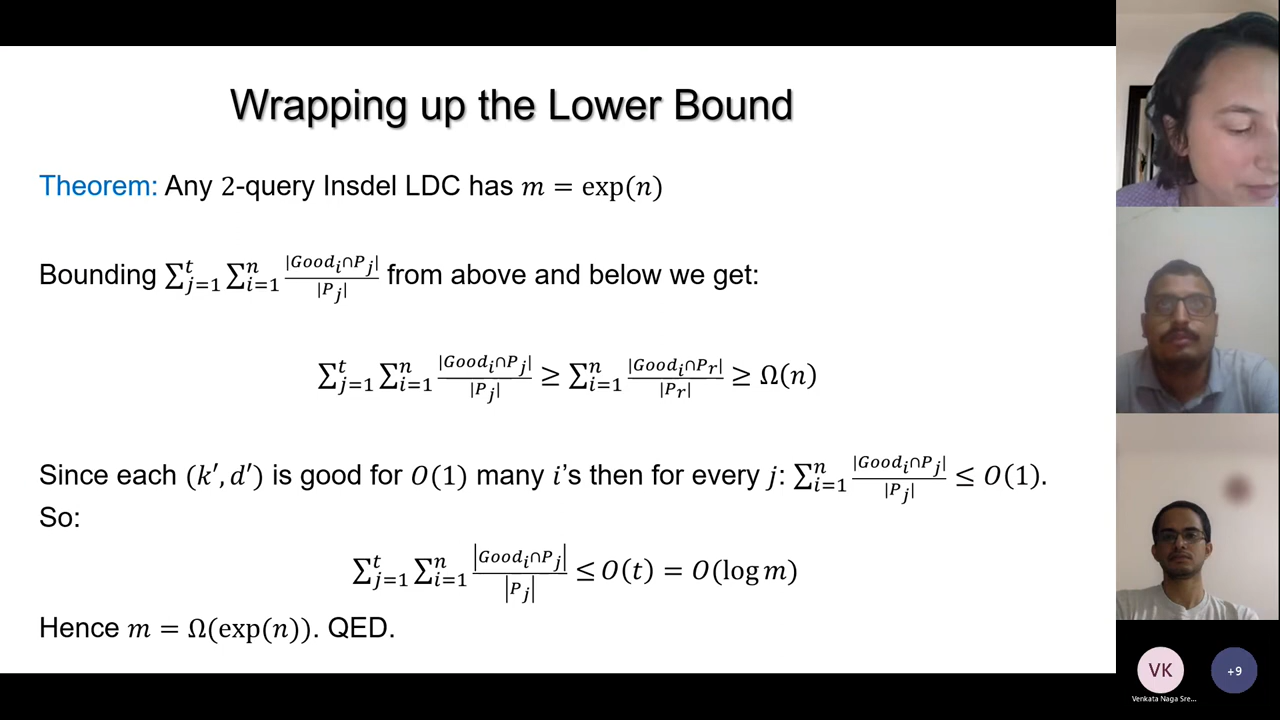 Wrapping up the Lower Bound
Theorem: Any 2-query Insdel LDC has m = exp(n)
Bounding ∑_{j=1}^{t} ∑_{i=1}^{n} |Good_i∩P_j| / |P_j| from above and below we get:
∑_{j=1}^{t} ∑_{i=1}^{n} |Good_i∩P_j| / |P_j| ≥ ∑_{i=1}^{n} |Good_i∩P_r| / |P_r| ≥ Ω(n)
Since each (k′, d′) is good for O(1) many i's then for every j: ∑_{i=1}^{n} |Good_i∩P_j| / |P_j| ≤ O(1).
So:
∑_{j=1}^{t} ∑_{i=1}^{n} |Good_i∩P_j| / |P_j| ≤ O(t) = O(log m)
Hence m = Ω(exp(n)). QED.
VK
+9
Venkata Naga Sre...